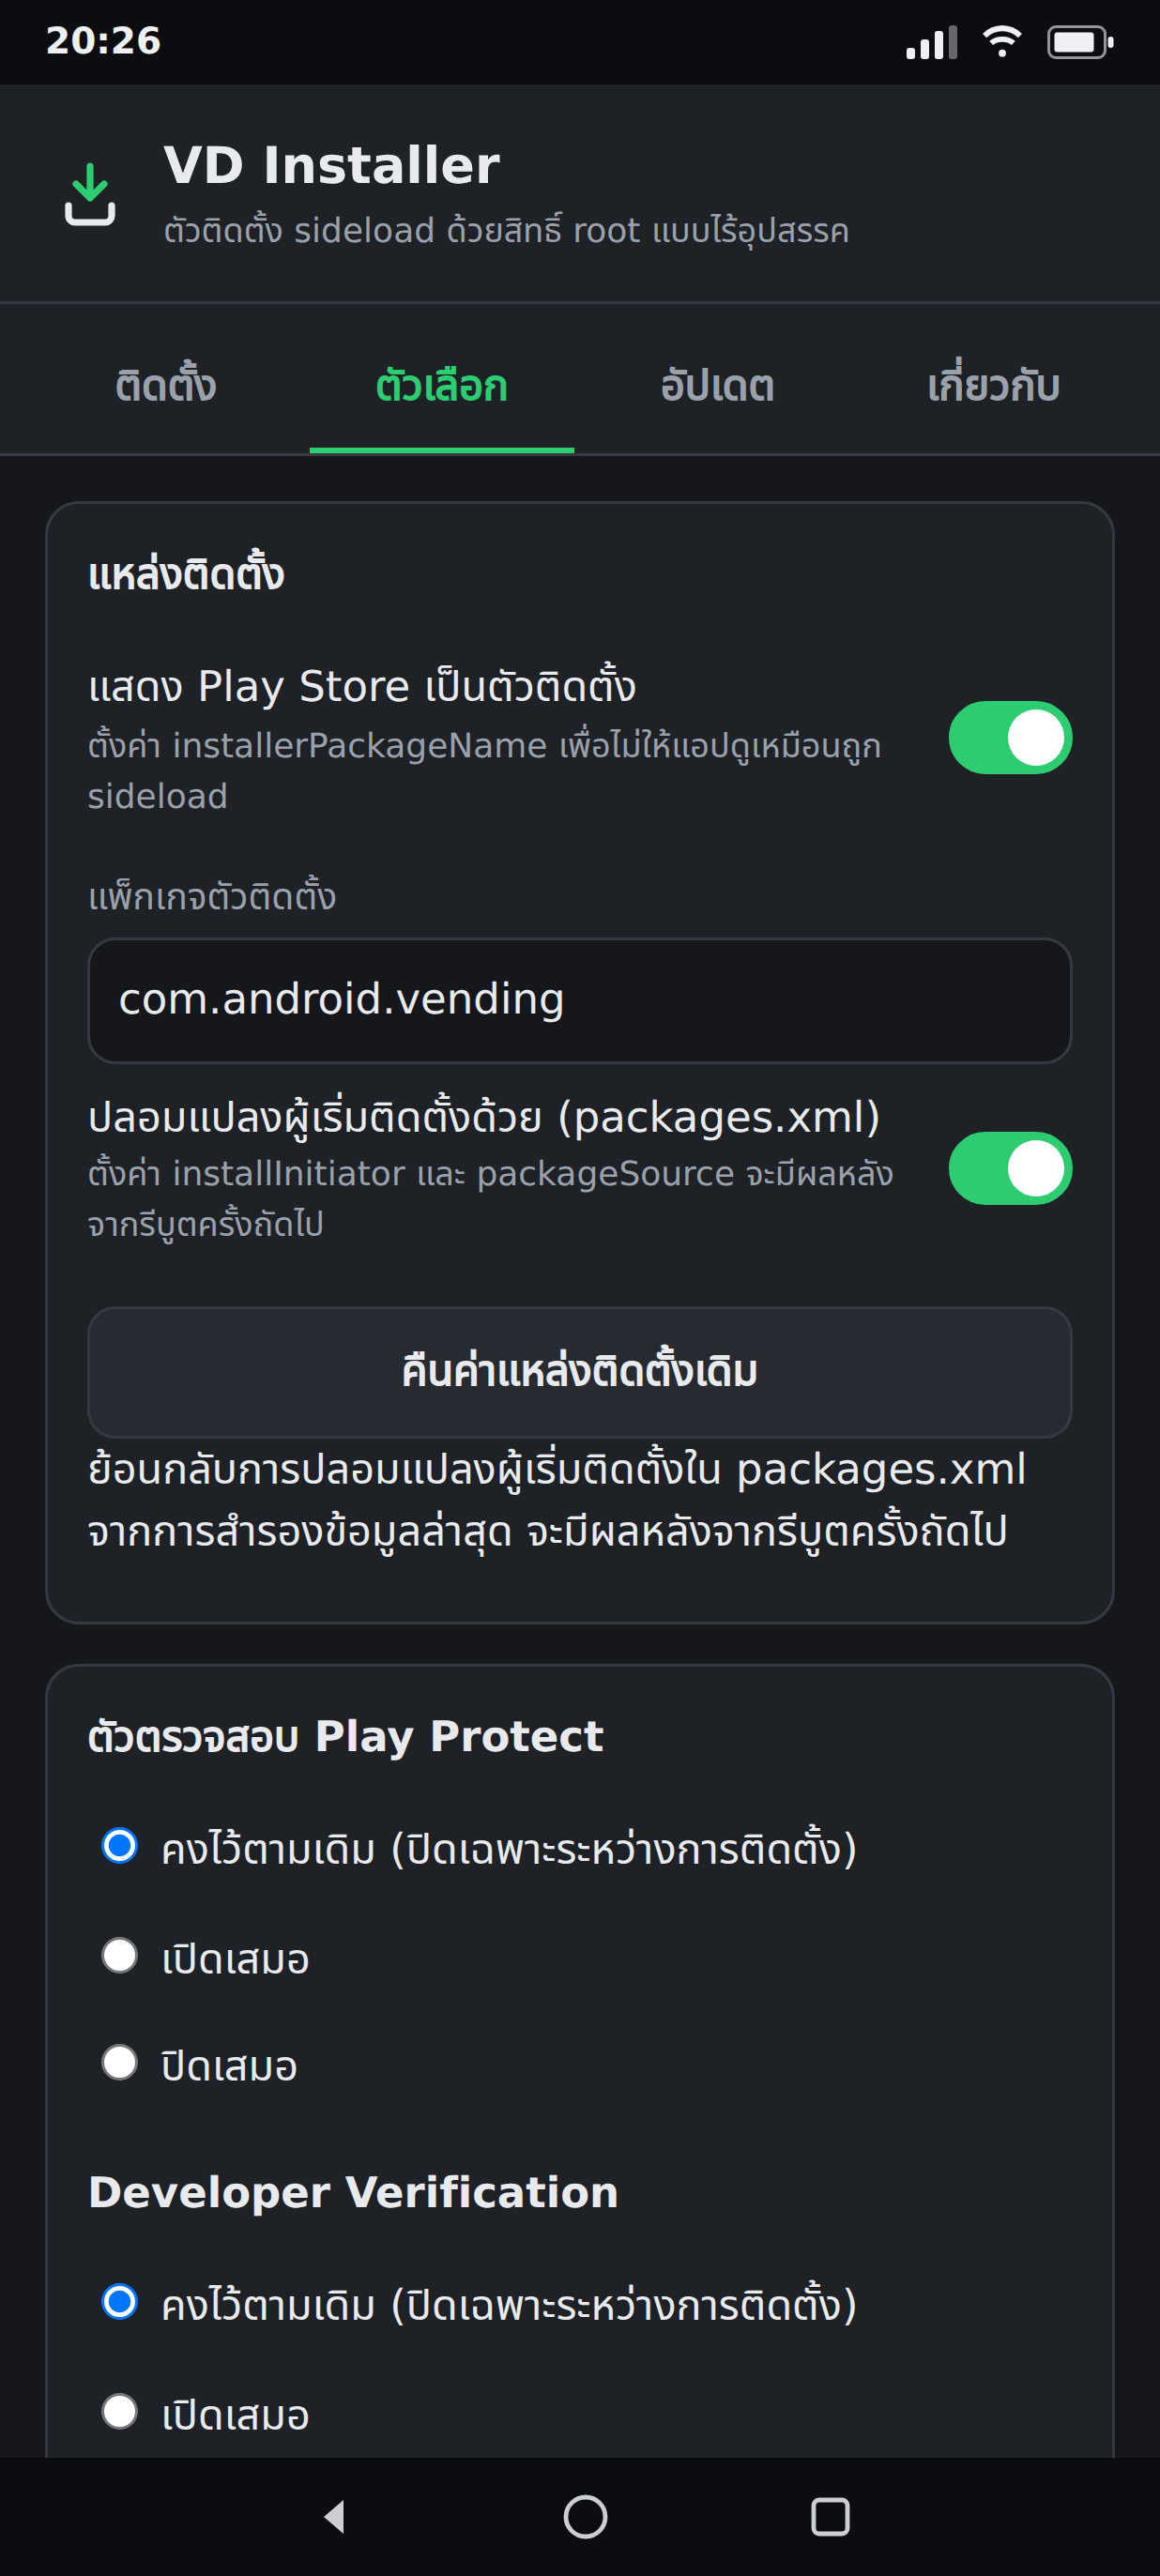 20:26
VD Installer
ตัวติดตั้ง sideload ด้วยสิทธิ์ root แบบไร้อุปสรรค
ติดตั้ง
ตัวเลือก
อัปเดต
เกี่ยวกับ
แหล่งติดตั้ง
แสดง Play Store เป็นตัวติดตั้ง
ตั้งค่า installerPackageName เพื่อไม่ให้แอปดูเหมือนถูก
sideload
แพ็กเกจตัวติดตั้ง
com.android.vending
ปลอมแปลงผู้เริ่มติดตั้งด้วย (packages.xml)
ตั้งค่า installInitiator และ packageSource จะมีผลหลัง
จากรีบูตครั้งถัดไป
คืนค่าแหล่งติดตั้งเดิม
ย้อนกลับการปลอมแปลงผู้เริ่มติดตั้งใน packages.xml
จากการสำรองข้อมูลล่าสุด จะมีผลหลังจากรีบูตครั้งถัดไป
ตัวตรวจสอบ Play Protect
คงไว้ตามเดิม (ปิดเฉพาะระหว่างการติดตั้ง)
เปิดเสมอ
ปิดเสมอ
Developer Verification
คงไว้ตามเดิม (ปิดเฉพาะระหว่างการติดตั้ง)
เปิดเสมอ